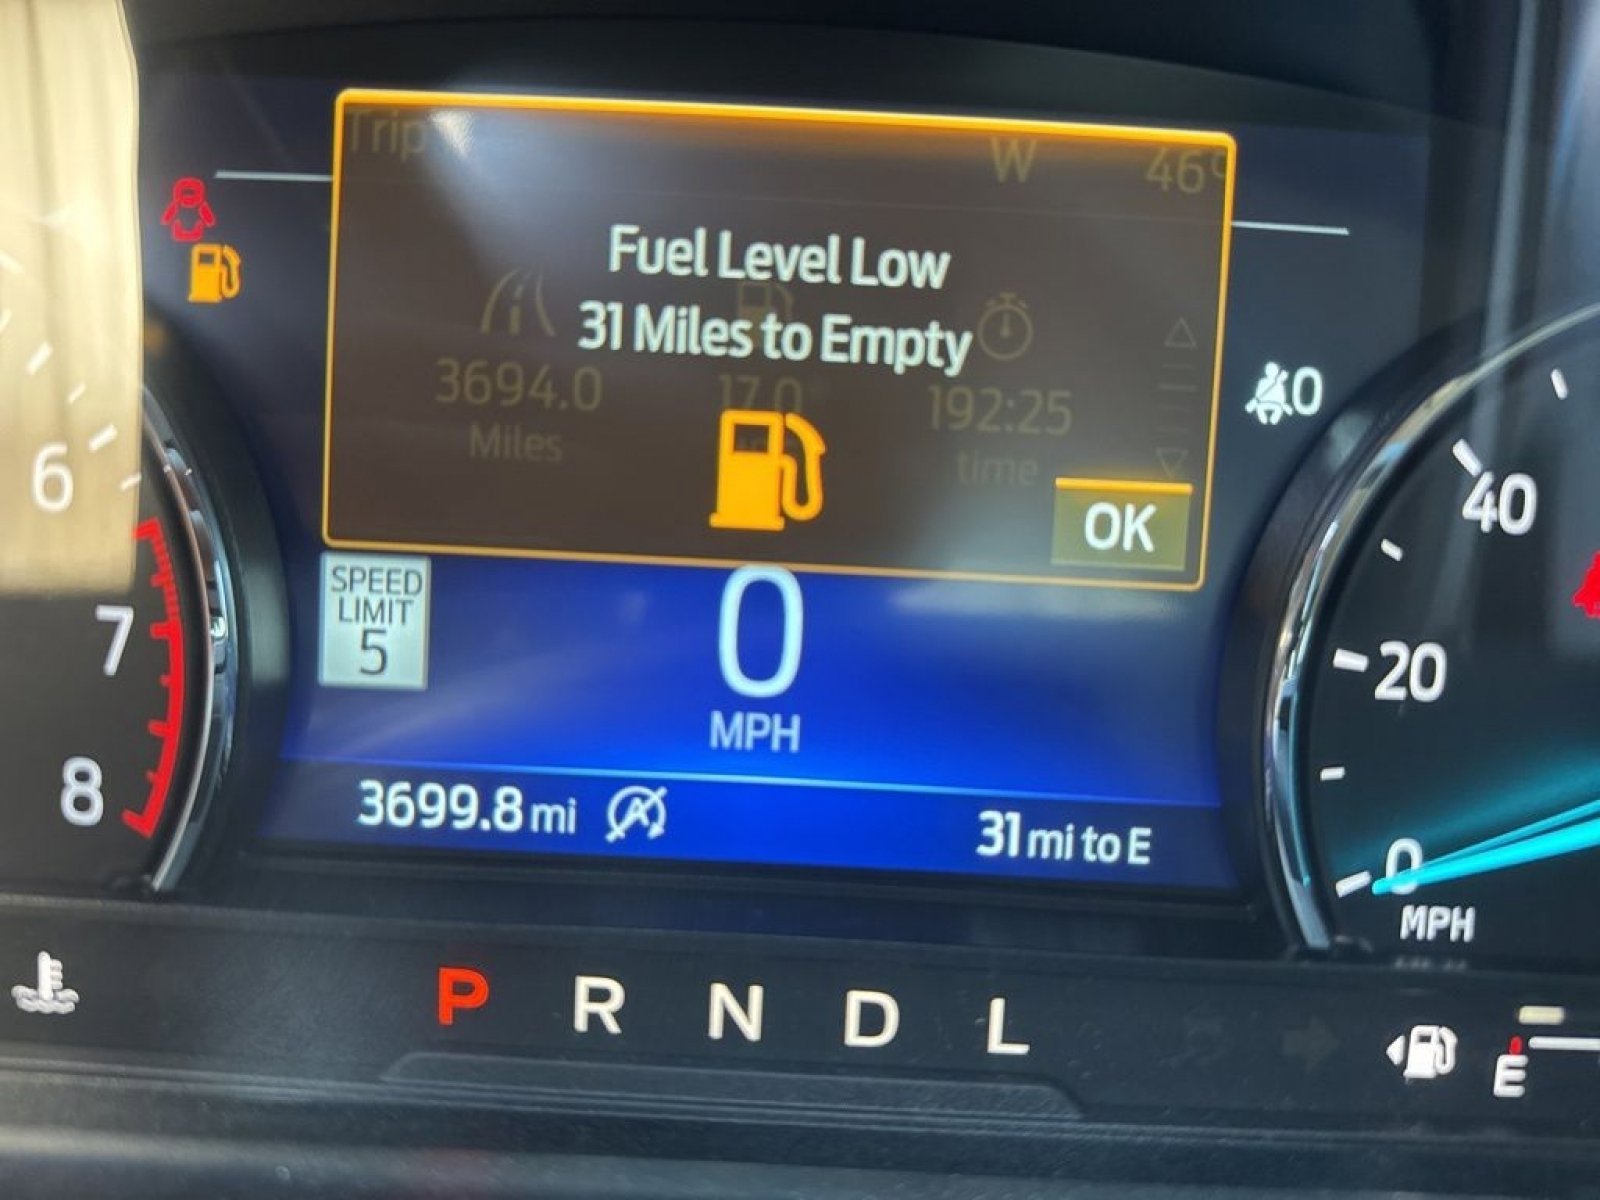 Trip
W 46°
Fuel Level Low
31 Miles to Empty
3694.0 17.0 192:25
Miles time
OK
0
SPEED
LIMIT
5
0
MPH
3699.8 mi A 31 mi to E
6
7
8
40
20
0
MPH
P R N D L
E